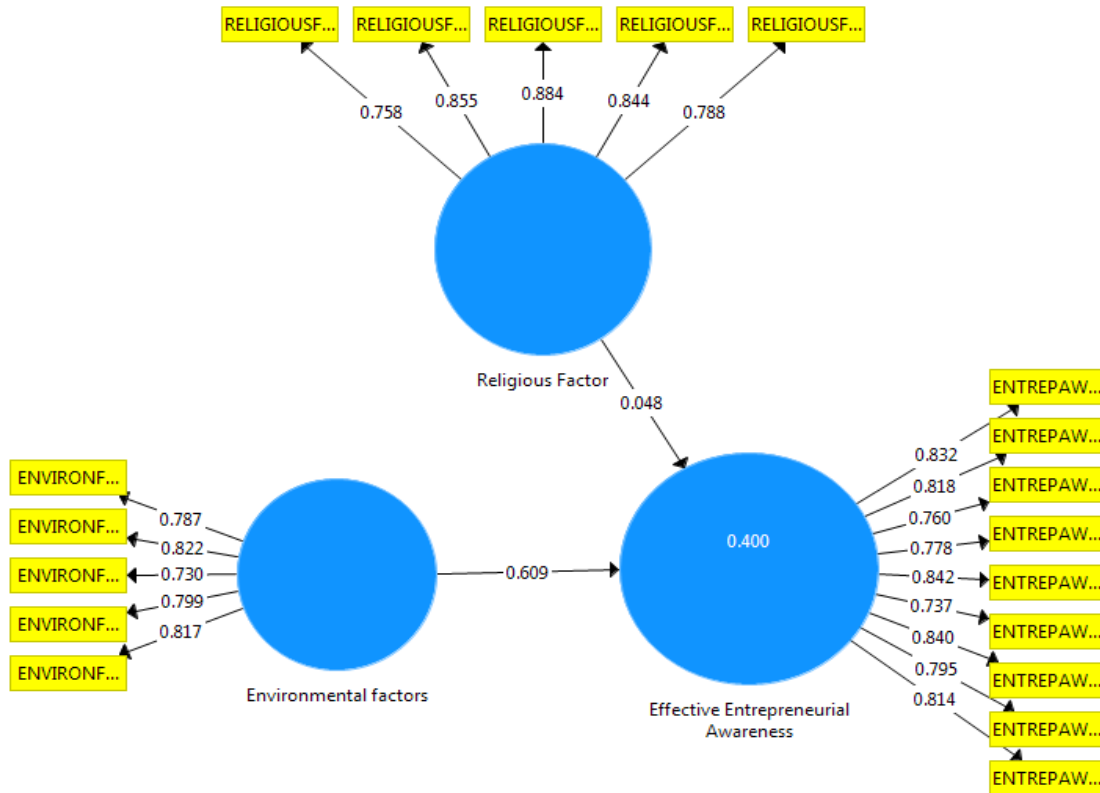 RELIGIOUSF...
RELIGIOUSF...
RELIGIOUSF...
RELIGIOUSF...
RELIGIOUSF...
0.758
0.855
0.884
0.844
0.788
Religious Factor
0.048
ENVIRONF...
ENVIRONF...
ENVIRONF...
ENVIRONF...
ENVIRONF...
0.787
0.822
0.730
0.799
0.817
Environmental factors
0.609
0.400
Effective Entrepreneurial
Awareness
0.832
0.818
0.760
0.778
0.842
0.737
0.840
0.795
0.814
ENTREPAW...
ENTREPAW...
ENTREPAW...
ENTREPAW...
ENTREPAW...
ENTREPAW...
ENTREPAW...
ENTREPAW...
ENTREPAW...